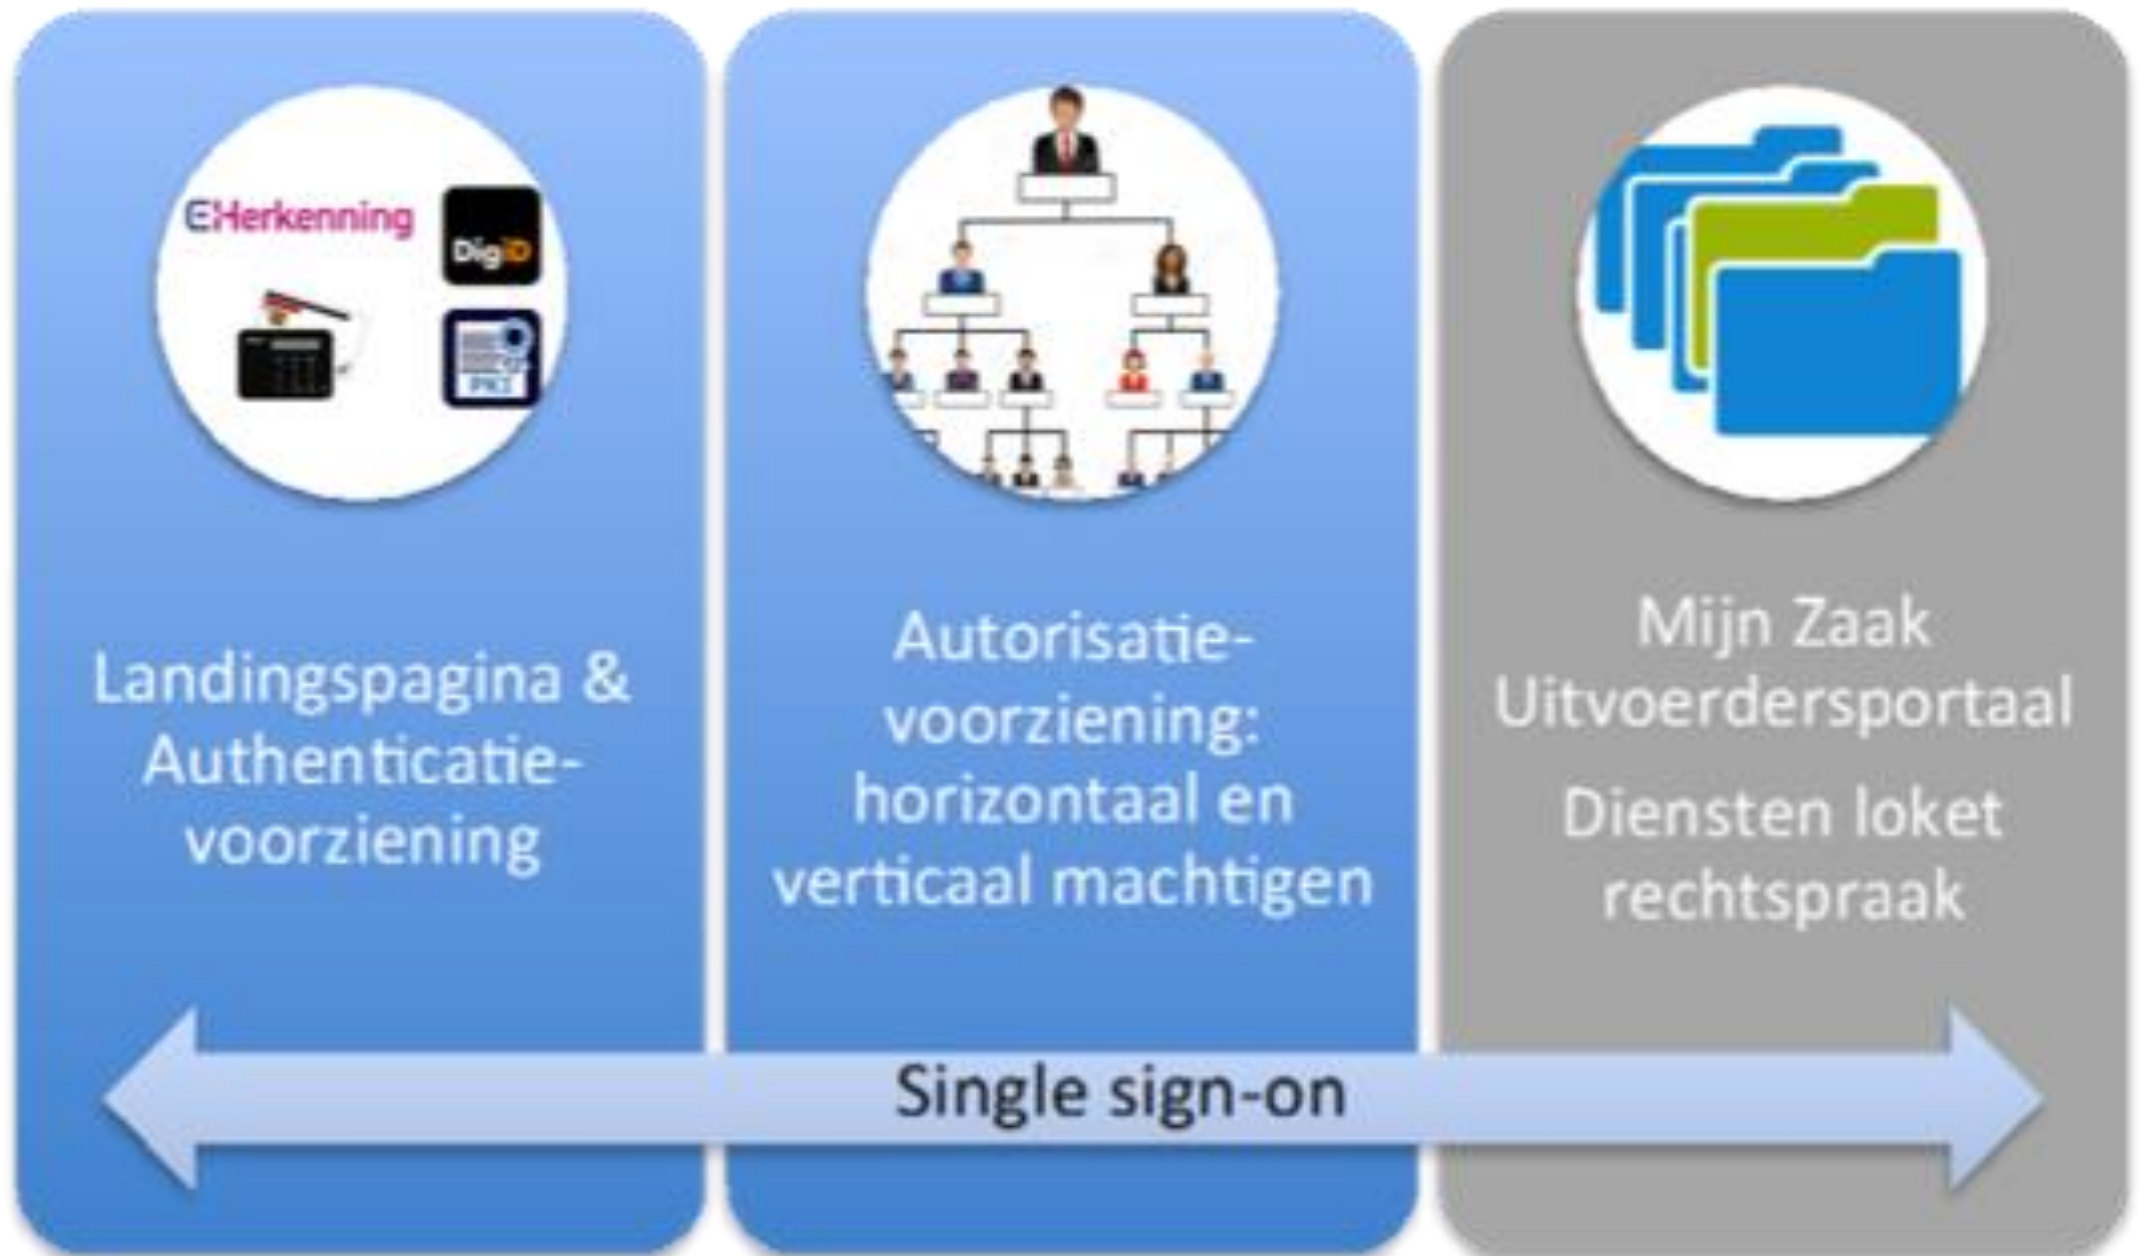 EHerkenning
DigiD
PKI
Landingspagina &
Authenticatie-
voorziening
Autorisatie-
voorziening:
horizontaal en
verticaal machtigen
Mijn Zaak
Uitvoerdersportaal
Diensten loket
rechtspraak
Single sign-on